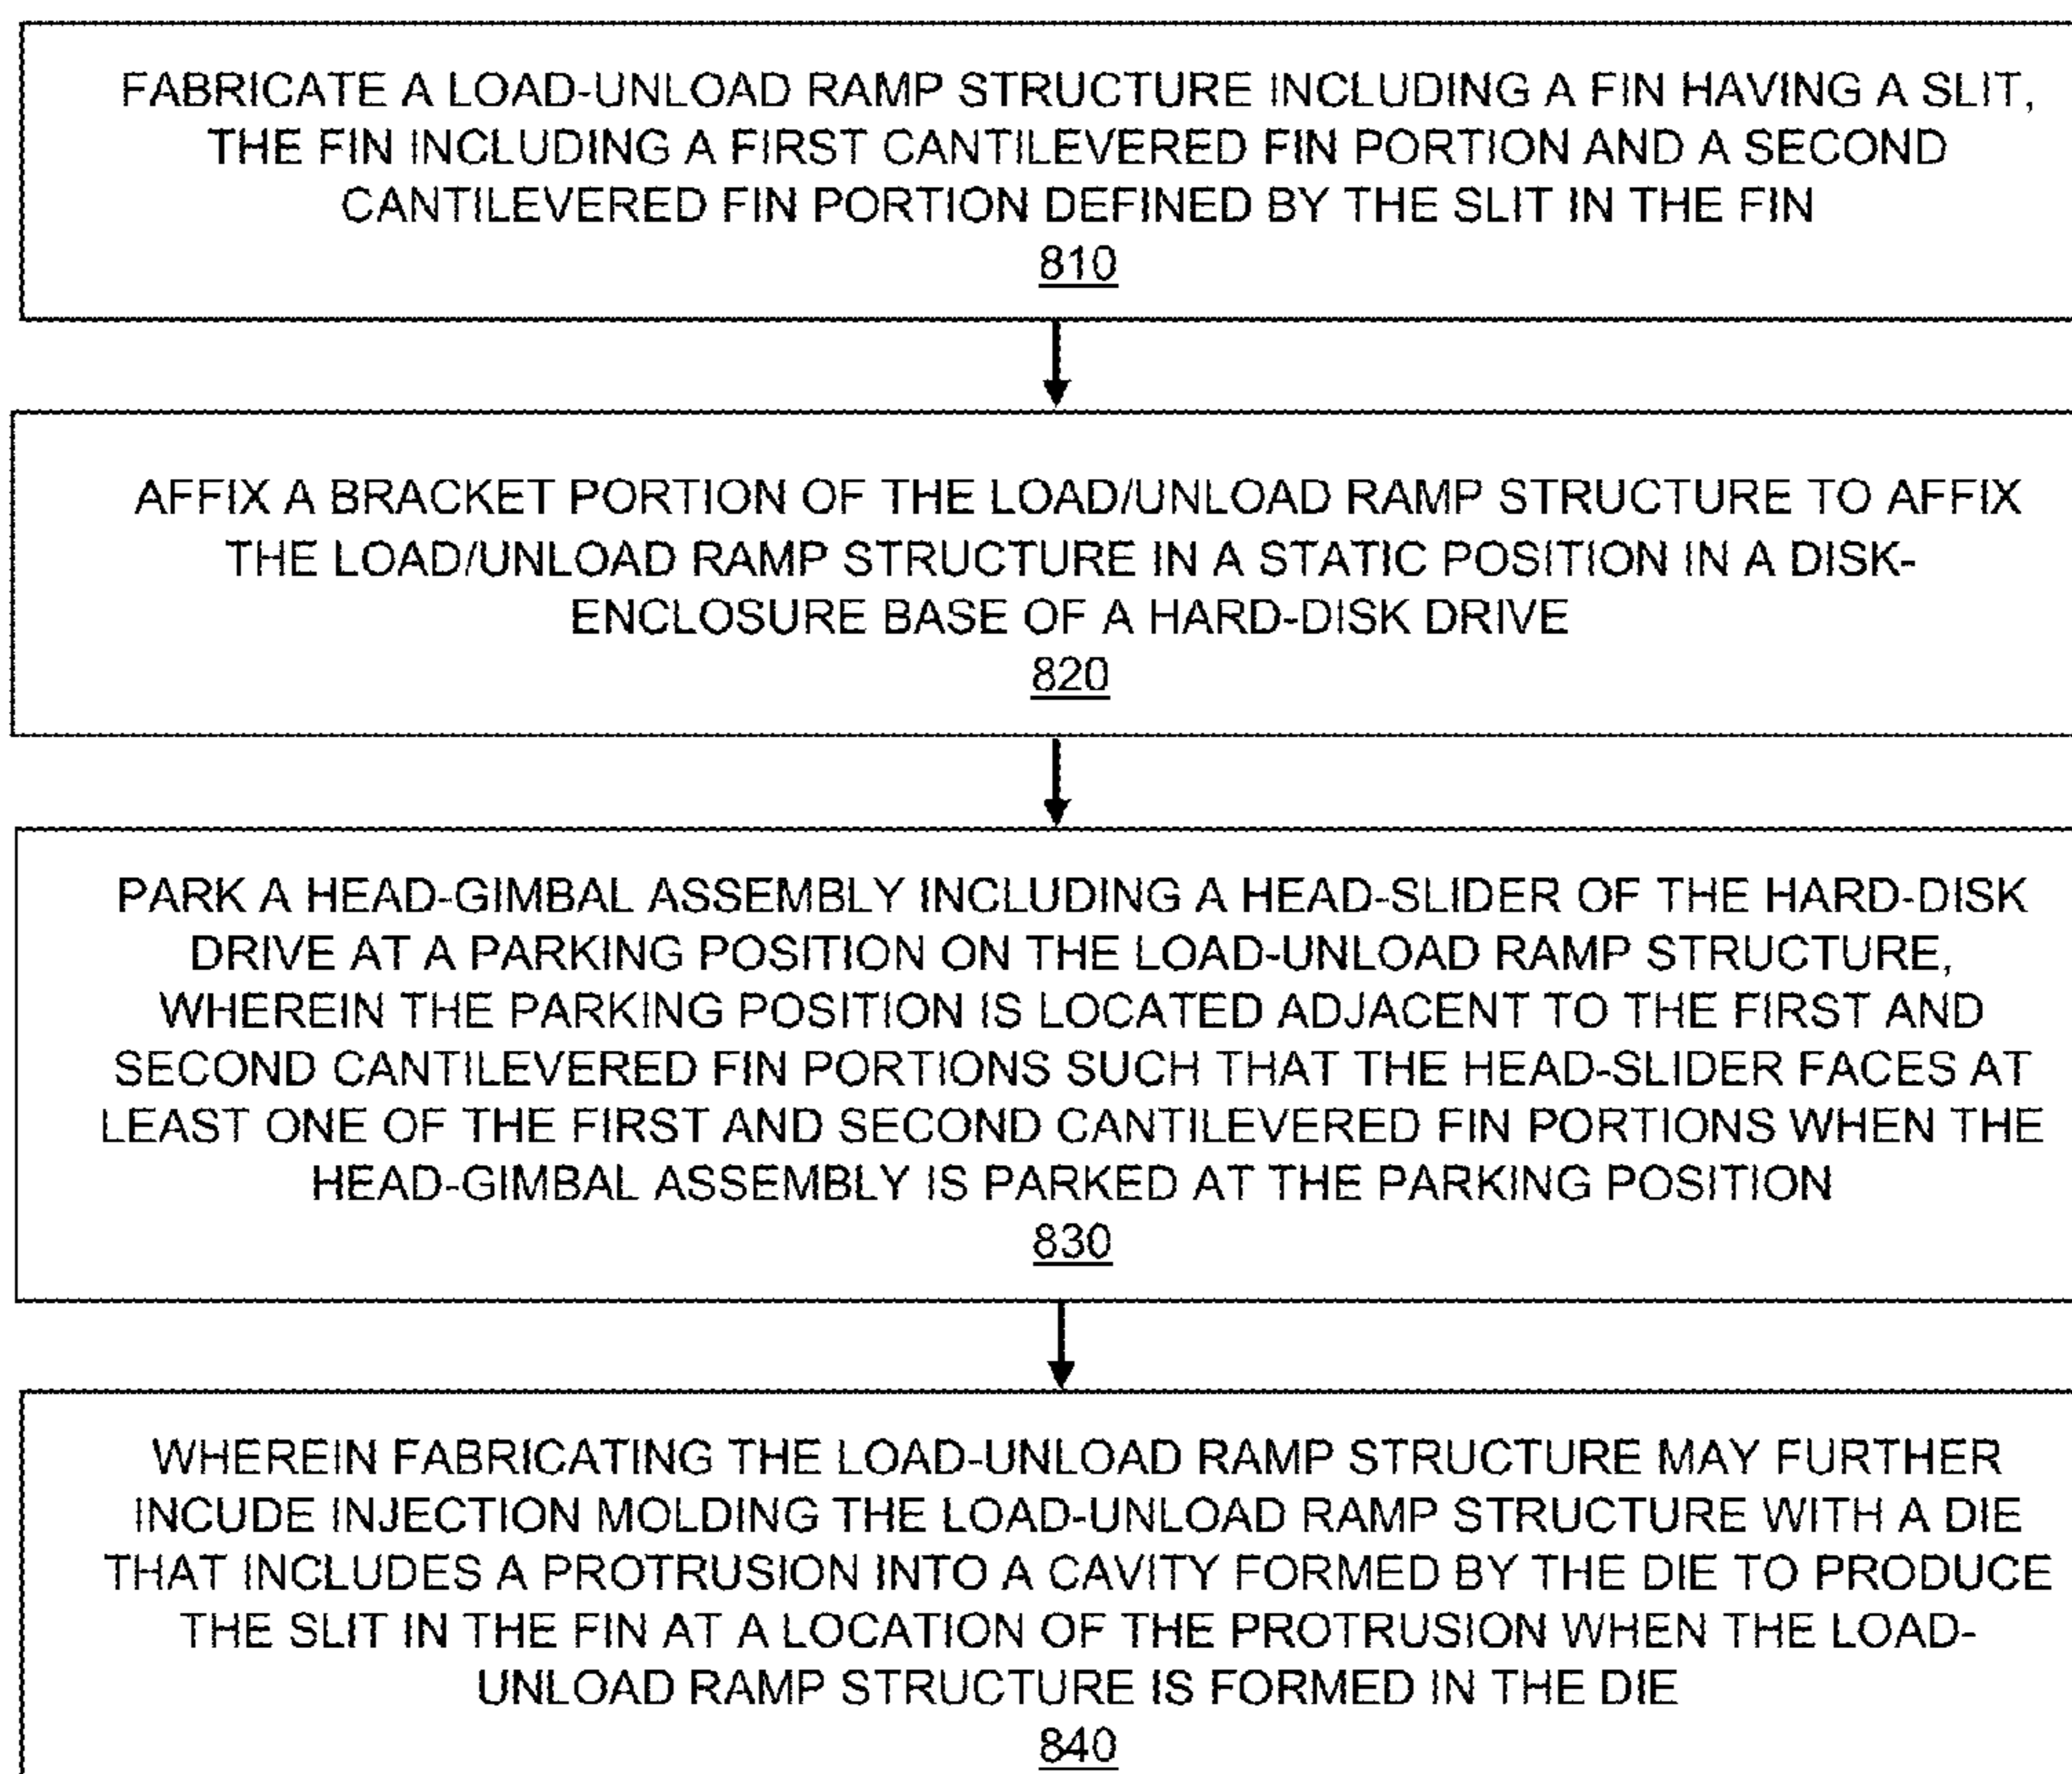 FABRICATE A LOAD-UNLOAD RAMP STRUCTURE INCLUDING A FIN HAVING A SLIT,
THE FIN INCLUDING A FIRST CANTILEVERED FIN PORTION AND A SECOND
CANTILEVERED FIN PORTION DEFINED BY THE SLIT IN THE FIN
810
AFFIX A BRACKET PORTION OF THE LOAD/UNLOAD RAMP STRUCTURE TO AFFIX
THE LOAD/UNLOAD RAMP STRUCTURE IN A STATIC POSITION IN A DISK-
ENCLOSURE BASE OF A HARD-DISK DRIVE
820
PARK A HEAD-GIMBAL ASSEMBLY INCLUDING A HEAD-SLIDER OF THE HARD-DISK
DRIVE AT A PARKING POSITION ON THE LOAD-UNLOAD RAMP STRUCTURE,
WHEREIN THE PARKING POSITION IS LOCATED ADJACENT TO THE FIRST AND
SECOND CANTILEVERED FIN PORTIONS SUCH THAT THE HEAD-SLIDER FACES AT
LEAST ONE OF THE FIRST AND SECOND CANTILEVERED FIN PORTIONS WHEN THE
HEAD-GIMBAL ASSEMBLY IS PARKED AT THE PARKING POSITION
830
WHEREIN FABRICATING THE LOAD-UNLOAD RAMP STRUCTURE MAY FURTHER
INCUDE INJECTION MOLDING THE LOAD-UNLOAD RAMP STRUCTURE WITH A DIE
THAT INCLUDES A PROTRUSION INTO A CAVITY FORMED BY THE DIE TO PRODUCE
THE SLIT IN THE FIN AT A LOCATION OF THE PROTRUSION WHEN THE LOAD-
UNLOAD RAMP STRUCTURE IS FORMED IN THE DIE
840